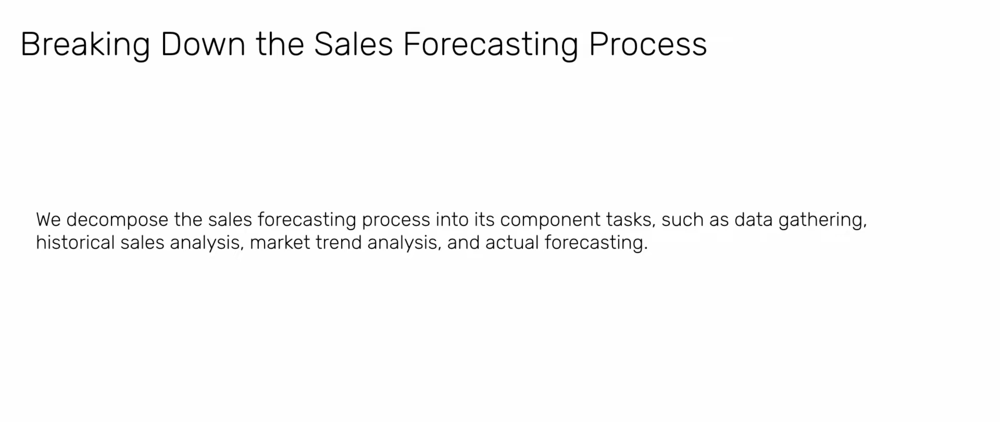 Breaking Down the Sales Forecasting Process
We decompose the sales forecasting process into its component tasks, such as data gathering,
historical sales analysis, market trend analysis, and actual forecasting.